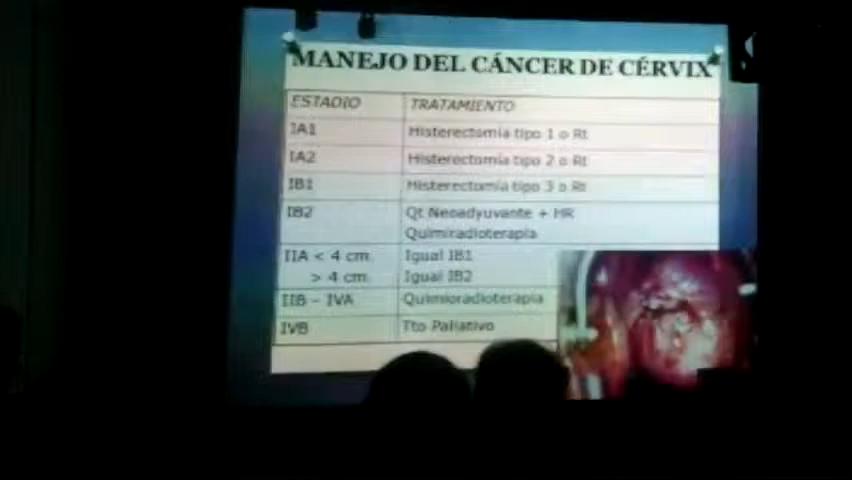 MANEJO DEL CÁNCER DE CÉRVIX
ESTADIO TRATAMIENTO
IA1 Histerectomía tipo 1 o Rt
IA2 Histerectomía tipo 2 o Rt
IB1 Histerectomía tipo 3 o Rt
IB2 Qt Neoadyuvante + HR
Quimiradioterapia
IIA < 4 cm. Igual IB1
> 4 cm. Igual IB2
IIB - IVA Quimioradioterapia
IVB Tto Paliativo